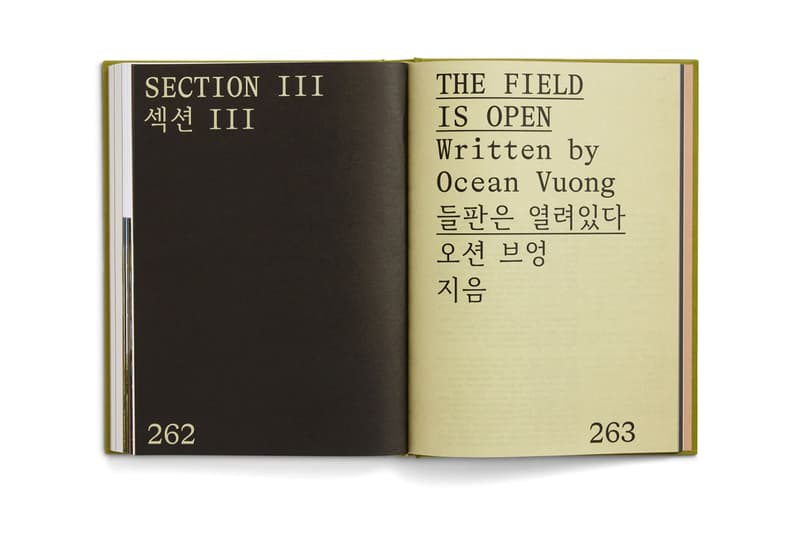 SECTION III
섹션 III
262
THE FIELD
IS OPEN
Written by
Ocean Vuong
들판은 열려있다
오션 브엉
지음
263